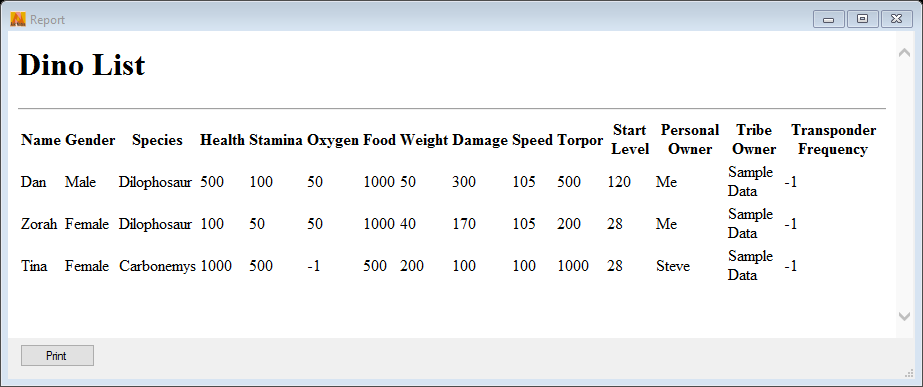 Report
Dino List
Name Gender Species Health Stamina Oxygen Food Weight Damage Speed Torpor Start Level Personal Owner Tribe Owner Transponder Frequency
Dan Male Dilophosaur 500 100 50 1000 50 300 105 500 120 Me Sample Data -1
Zorah Female Dilophosaur 100 50 50 1000 40 170 105 200 28 Me Sample Data -1
Tina Female Carbonemys 1000 500 -1 500 200 100 100 1000 28 Steve Sample Data -1
Print